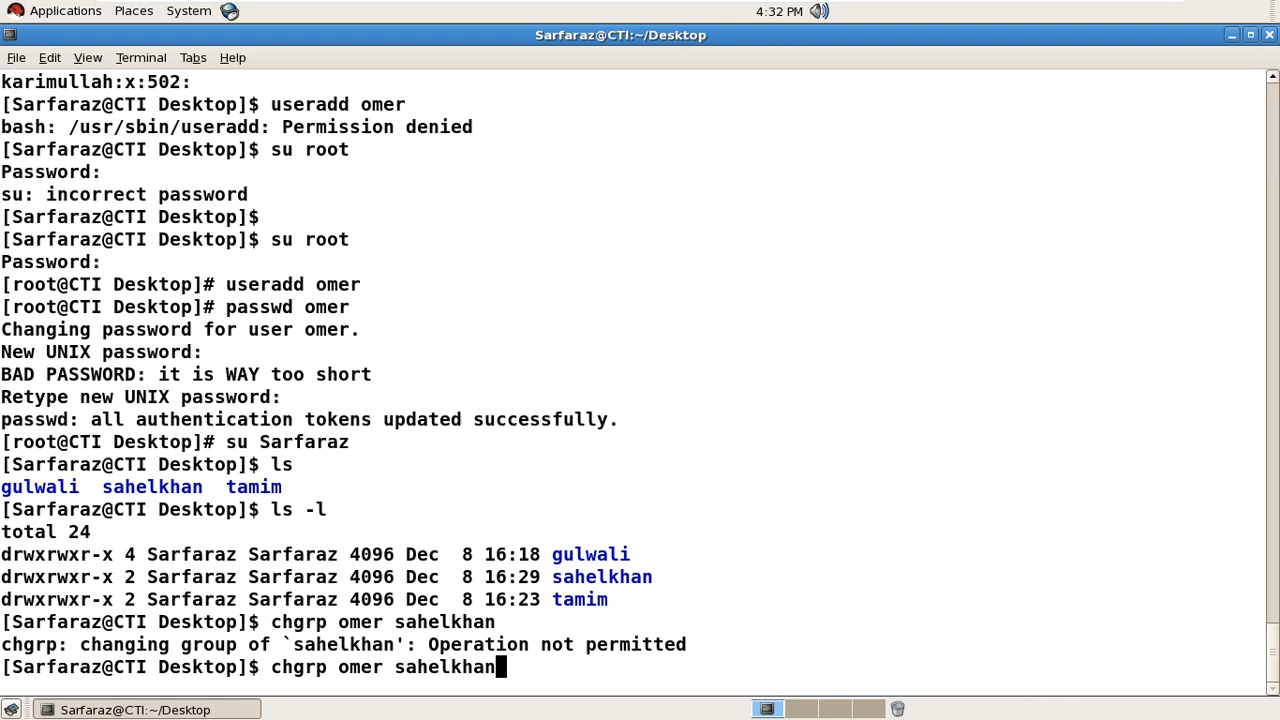 Applications Places System 4:32 PM
Sarfaraz@CTI:~/Desktop
File Edit View Terminal Tabs Help
karimullah:x:502:
[Sarfaraz@CTI Desktop]$ useradd omer
bash: /usr/sbin/useradd: Permission denied
[Sarfaraz@CTI Desktop]$ su root
Password:
su: incorrect password
[Sarfaraz@CTI Desktop]$
[Sarfaraz@CTI Desktop]$ su root
Password:
[root@CTI Desktop]# useradd omer
[root@CTI Desktop]# passwd omer
Changing password for user omer.
New UNIX password:
BAD PASSWORD: it is WAY too short
Retype new UNIX password:
passwd: all authentication tokens updated successfully.
[root@CTI Desktop]# su Sarfaraz
[Sarfaraz@CTI Desktop]$ ls
gulwali  sahelkhan  tamim
[Sarfaraz@CTI Desktop]$ ls -l
total 24
drwxrwxr-x 4 Sarfaraz Sarfaraz 4096 Dec  8 16:18 gulwali
drwxrwxr-x 2 Sarfaraz Sarfaraz 4096 Dec  8 16:29 sahelkhan
drwxrwxr-x 2 Sarfaraz Sarfaraz 4096 Dec  8 16:23 tamim
[Sarfaraz@CTI Desktop]$ chgrp omer sahelkhan
chgrp: changing group of `sahelkhan': Operation not permitted
[Sarfaraz@CTI Desktop]$ chgrp omer sahelkhan
Sarfaraz@CTI:~/Desktop